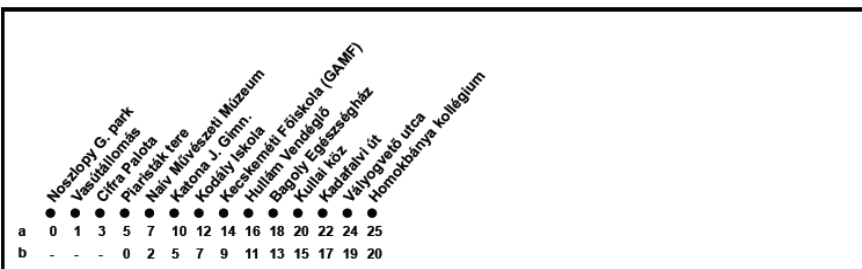 Noszlopy G. park
Vasútállomás
Cifra Palota
Piaristák tere
Naív Művészeti Múzeum
Katona J. Gimn.
Kodály Iskola
Kecskeméti Főiskola (GAMF)
Hullám Vendéglő
Bagoly Egészségház
Kullai köz
Kadafalvi út
Vályogvető utca
Homokbánya kollégium
a 0 1 3 5 7 10 12 14 16 18 20 22 24 25
b - - - 0 2 5 7 9 11 13 15 17 19 20